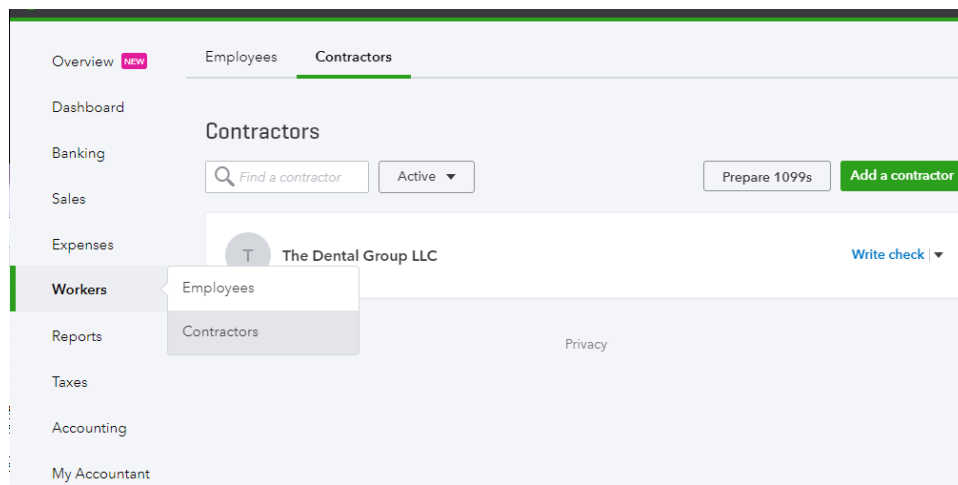 Overview NEW
Dashboard
Banking
Sales
Expenses
Workers
Reports
Taxes
Accounting
My Accountant
Employees Contractors
Contractors
Find a contractor Active Prepare 1099s Add a contractor
T The Dental Group LLC Write check
Employees
Contractors
Privacy